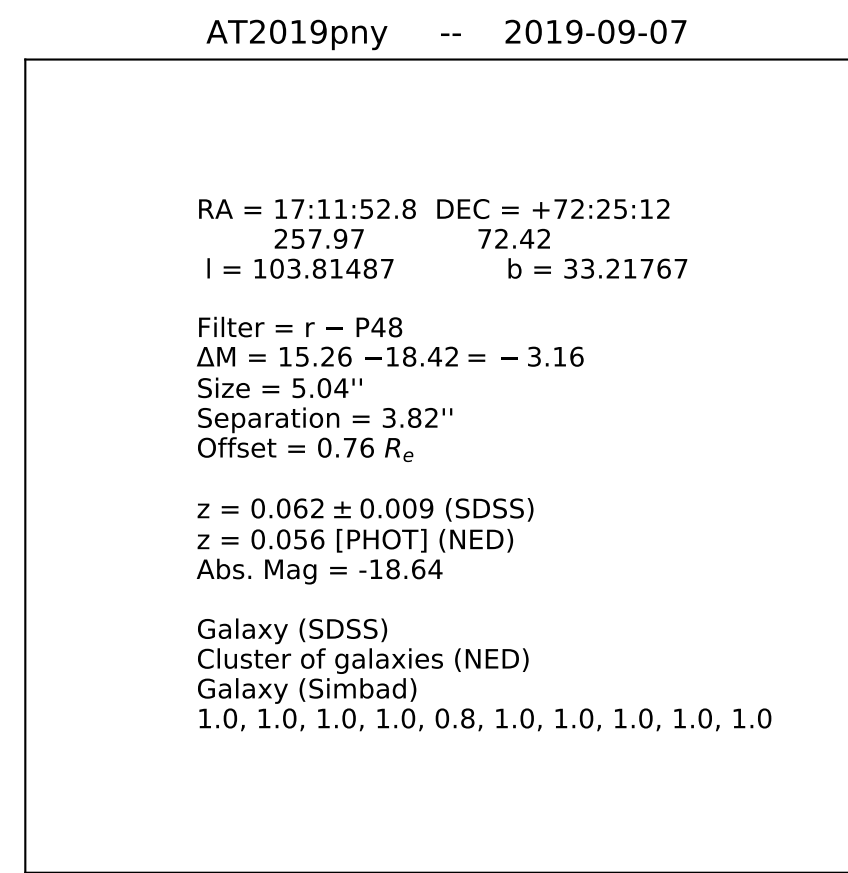 AT2019pny -- 2019-09-07
RA = 17:11:52.8 DEC = +72:25:12
257.97 72.42
l = 103.81487 b = 33.21767
Filter = r − P48
ΔM = 15.26 −18.42 = − 3.16
Size = 5.04''
Separation = 3.82''
Offset = 0.76 Re
z = 0.062 ± 0.009 (SDSS)
z = 0.056 [PHOT] (NED)
Abs. Mag = -18.64
Galaxy (SDSS)
Cluster of galaxies (NED)
Galaxy (Simbad)
1.0, 1.0, 1.0, 1.0, 0.8, 1.0, 1.0, 1.0, 1.0, 1.0